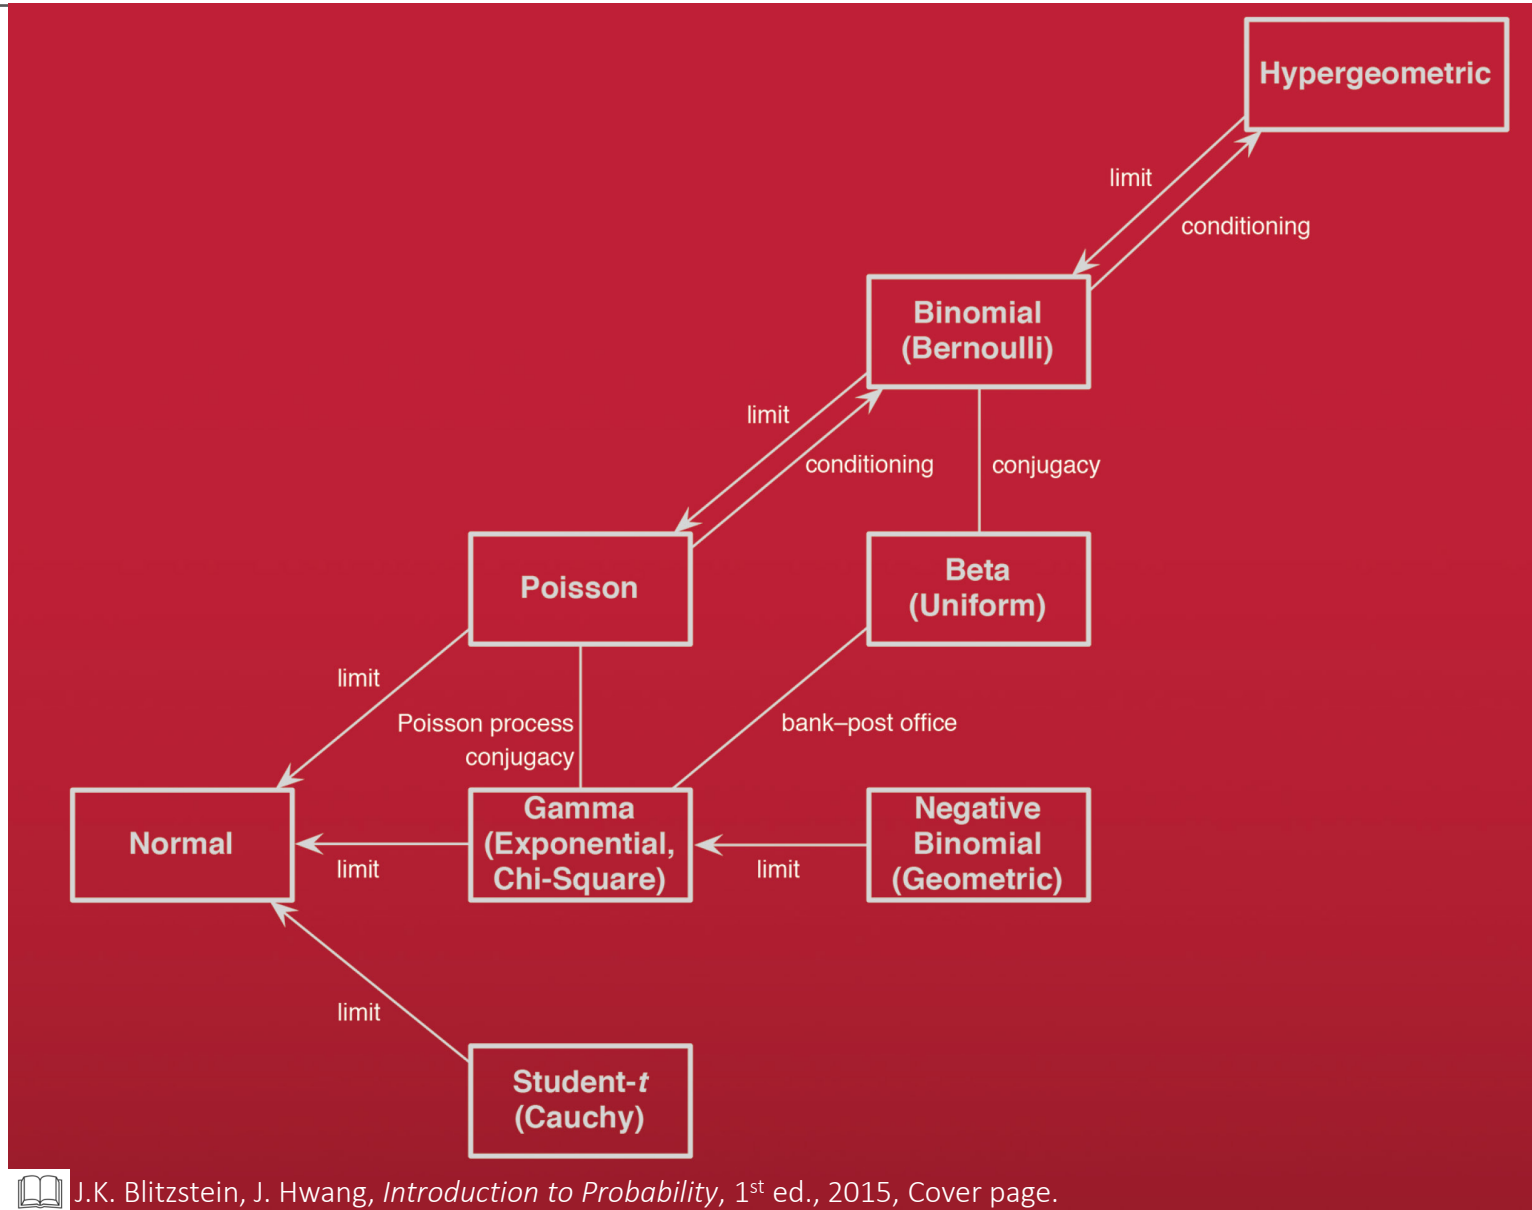 Hypergeometric
limit
conditioning
Binomial
(Bernoulli)
limit
conditioning
conjugacy
Poisson
Beta
(Uniform)
limit
Poisson process
conjugacy
bank–post office
Normal
limit
Gamma
(Exponential,
Chi-Square)
limit
Negative
Binomial
(Geometric)
limit
Student-t
(Cauchy)
J.K. Blitzstein, J. Hwang, Introduction to Probability, 1st ed., 2015, Cover page.